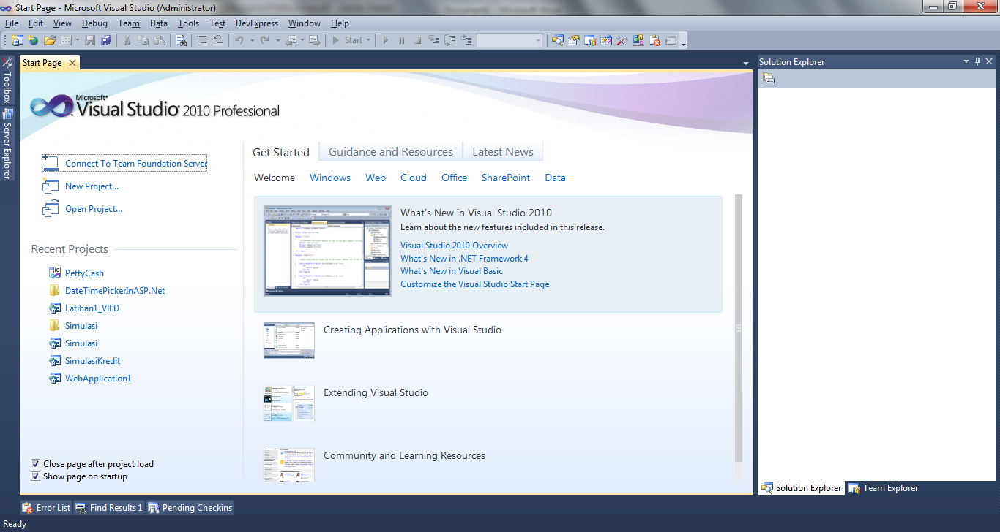 Start Page - Microsoft Visual Studio (Administrator)
File Edit View Debug Team Data Tools Test DevExpress Window Help
Start
Toolbox
Server Explorer
Start Page
Microsoft®
Visual Studio® 2010 Professional
Connect To Team Foundation Server
New Project...
Open Project...
Recent Projects
PettyCash
DateTimePickerInASP.Net
Latihan1_VIED
Simulasi
Simulasi
SimulasiKredit
WebApplication1
Close page after project load
Show page on startup
Get Started Guidance and Resources Latest News
Welcome Windows Web Cloud Office SharePoint Data
What's New in Visual Studio 2010
Learn about the new features included in this release.
Visual Studio 2010 Overview
What's New in .NET Framework 4
What's New in Visual Basic
Customize the Visual Studio Start Page
Creating Applications with Visual Studio
Extending Visual Studio
Community and Learning Resources
Solution Explorer
Solution Explorer Team Explorer
Error List Find Results 1 Pending Checkins
Ready